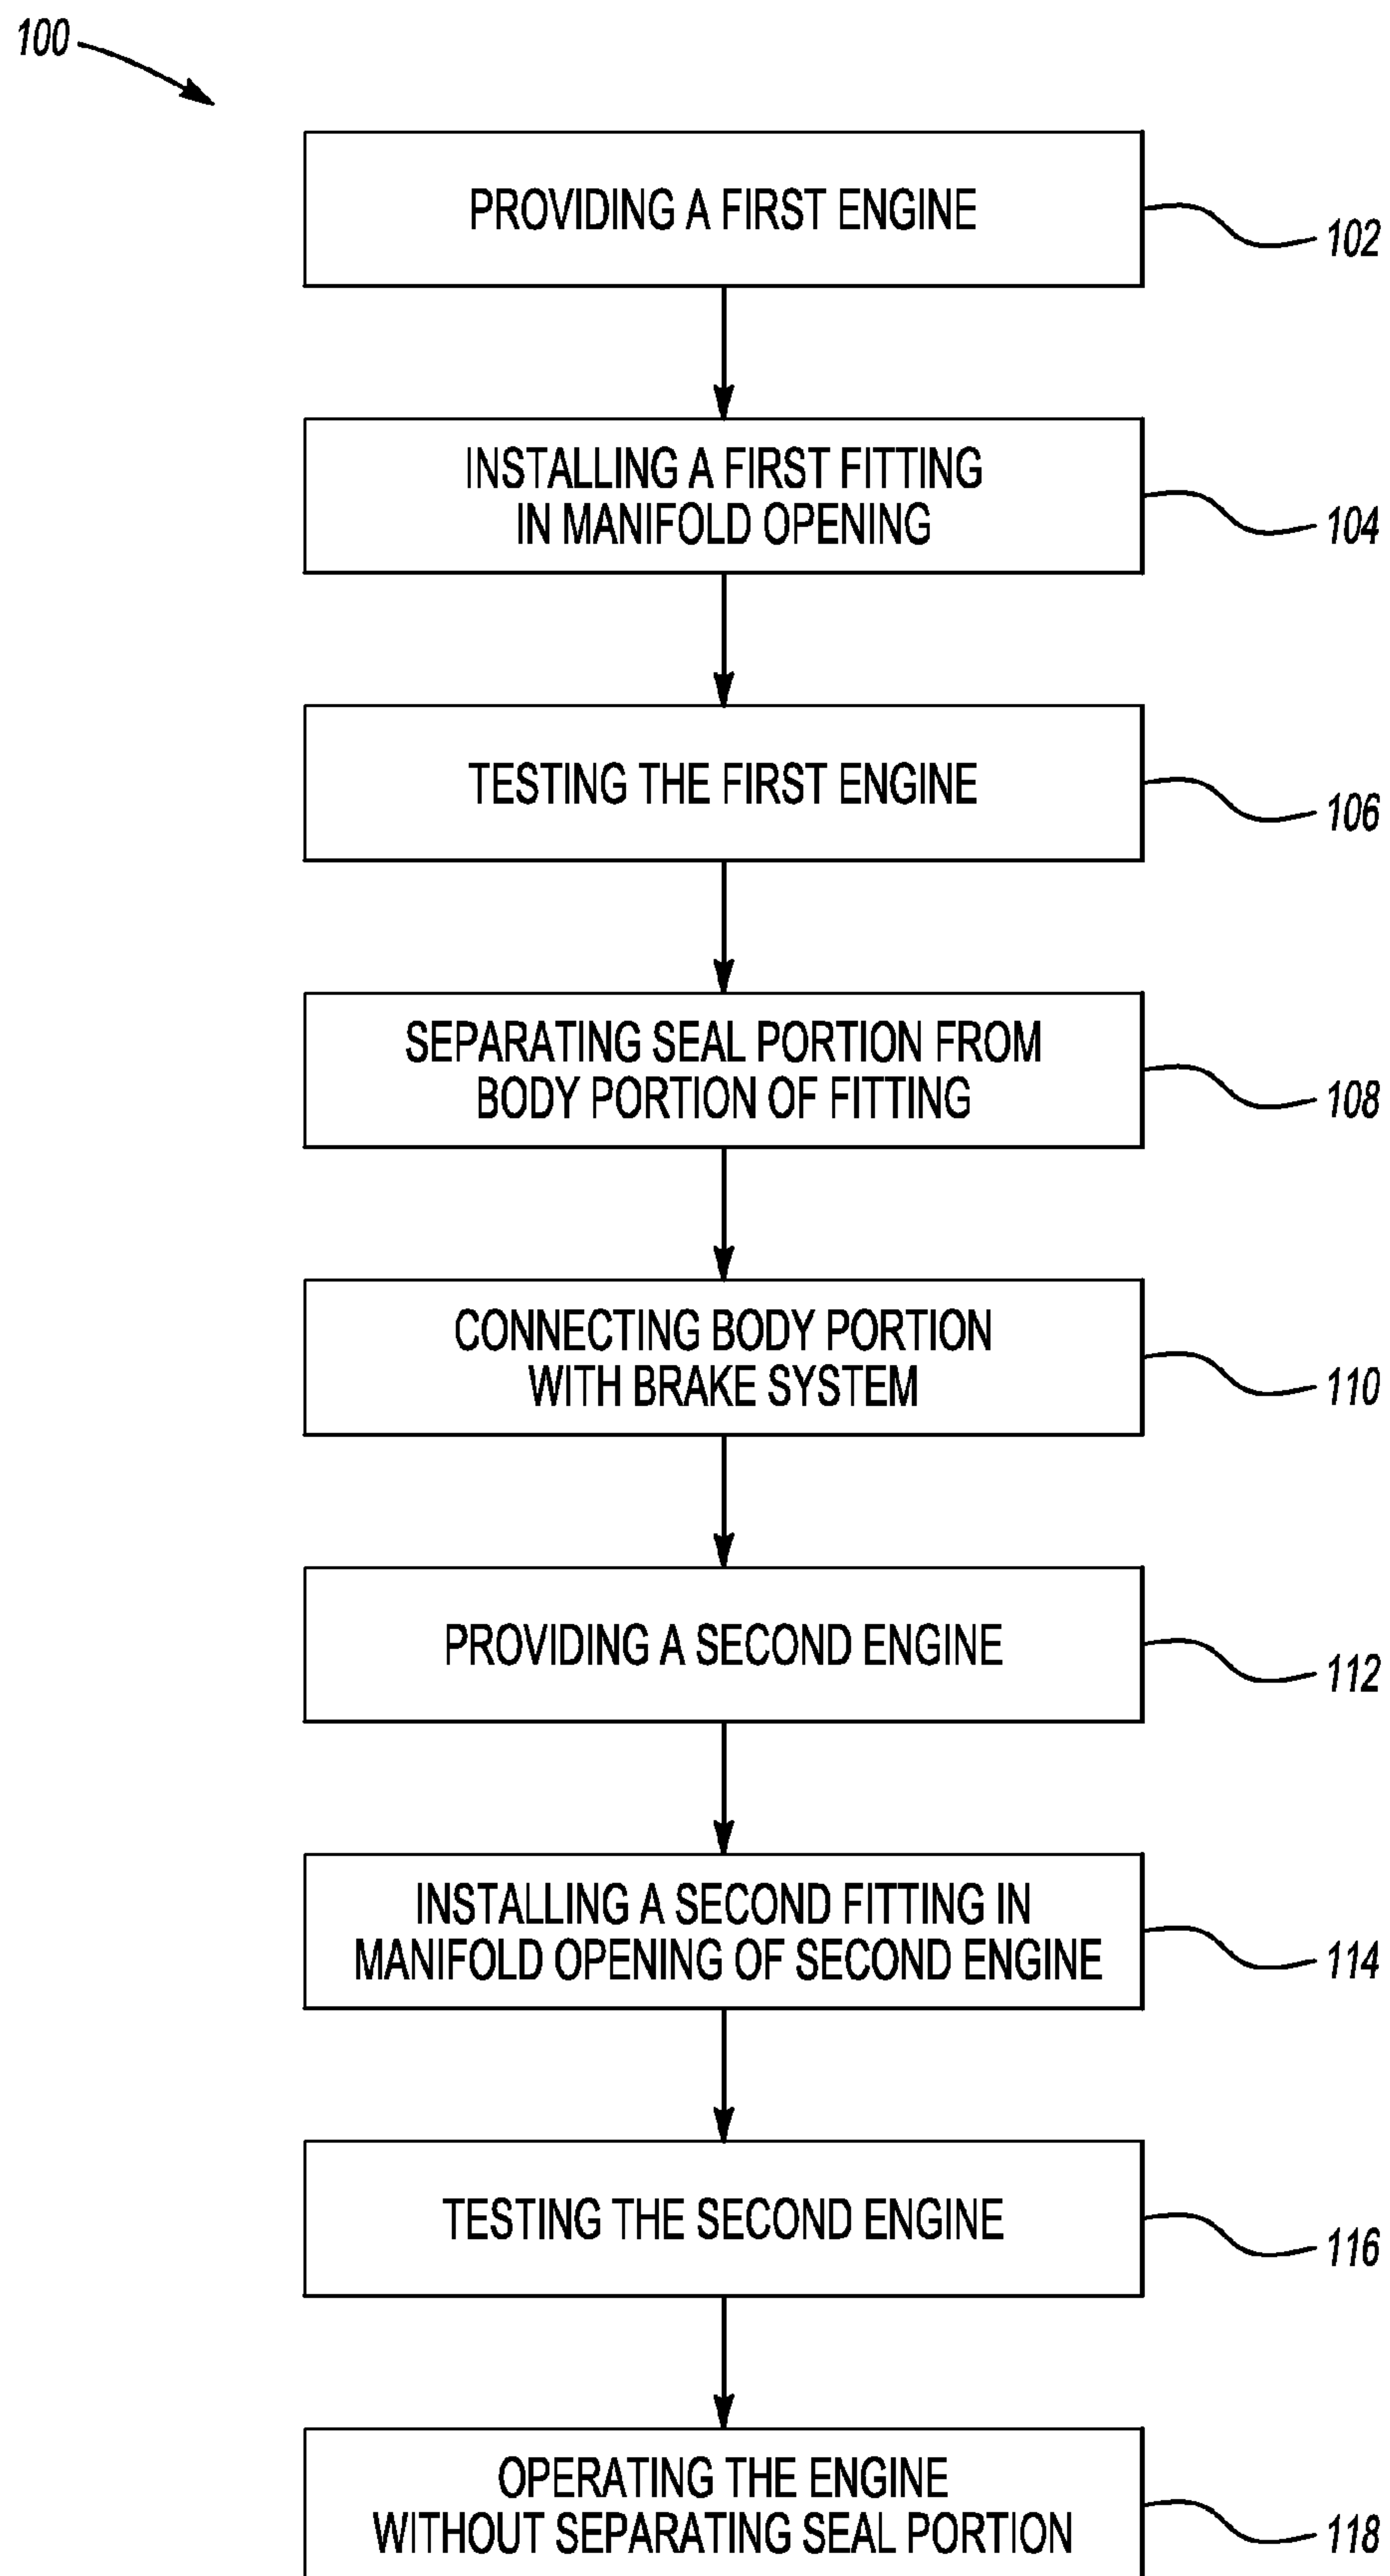 100
PROVIDING A FIRST ENGINE
102
INSTALLING A FIRST FITTING
IN MANIFOLD OPENING
104
TESTING THE FIRST ENGINE
106
SEPARATING SEAL PORTION FROM
BODY PORTION OF FITTING
108
CONNECTING BODY PORTION
WITH BRAKE SYSTEM
110
PROVIDING A SECOND ENGINE
112
INSTALLING A SECOND FITTING IN
MANIFOLD OPENING OF SECOND ENGINE
114
TESTING THE SECOND ENGINE
116
OPERATING THE ENGINE
WITHOUT SEPARATING SEAL PORTION
118